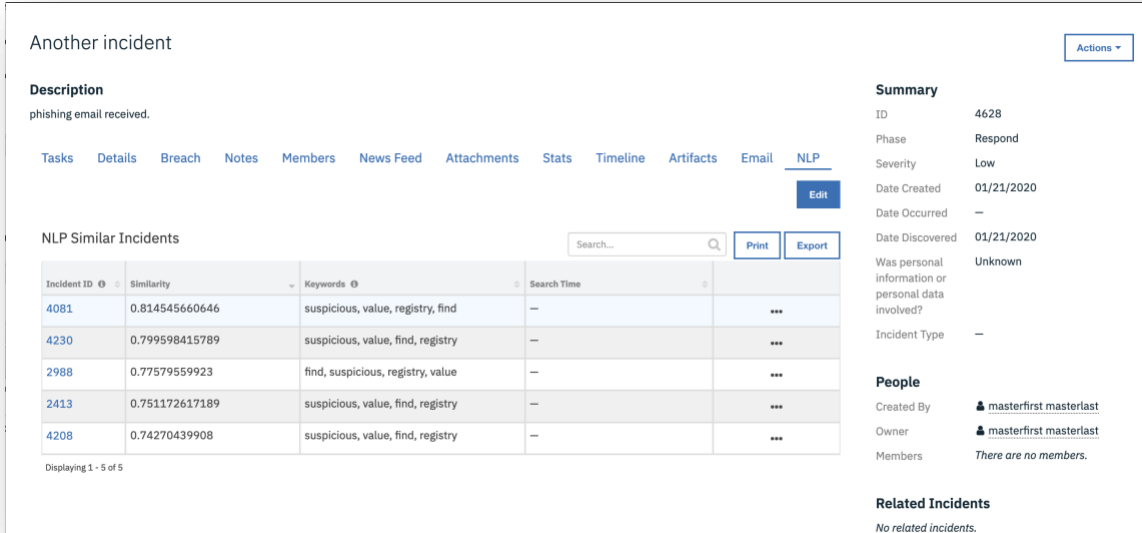 Another incident
Actions
Description
phishing email received.
Tasks Details Breach Notes Members News Feed Attachments Stats Timeline Artifacts Email NLP
Edit
NLP Similar Incidents
Search...
Print Export
Incident ID Similarity Keywords Search Time
4081 0.814545660646 suspicious, value, registry, find — •••
4230 0.799598415789 suspicious, value, find, registry — •••
2988 0.77579559923 find, suspicious, registry, value — •••
2413 0.751172617189 suspicious, value, find, registry — •••
4208 0.74270439908 suspicious, value, find, registry — •••
Displaying 1 - 5 of 5
Summary
ID 4628
Phase Respond
Severity Low
Date Created 01/21/2020
Date Occurred —
Date Discovered 01/21/2020
Was personal Unknown
information or
personal data
involved?
Incident Type —
People
Created By masterfirst masterlast
Owner masterfirst masterlast
Members There are no members.
Related Incidents
No related incidents.